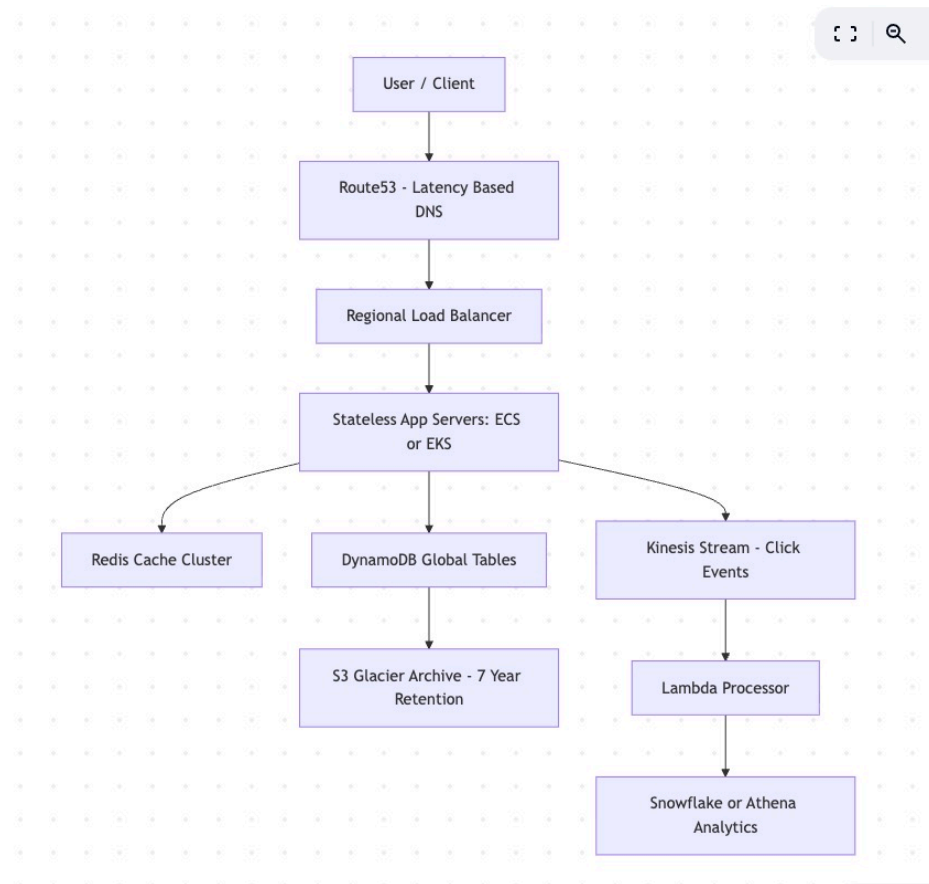 User / Client
Route53 - Latency Based
DNS
Regional Load Balancer
Stateless App Servers: ECS
or EKS
Redis Cache Cluster
DynamoDB Global Tables
Kinesis Stream - Click
Events
S3 Glacier Archive - 7 Year
Retention
Lambda Processor
Snowflake or Athena
Analytics